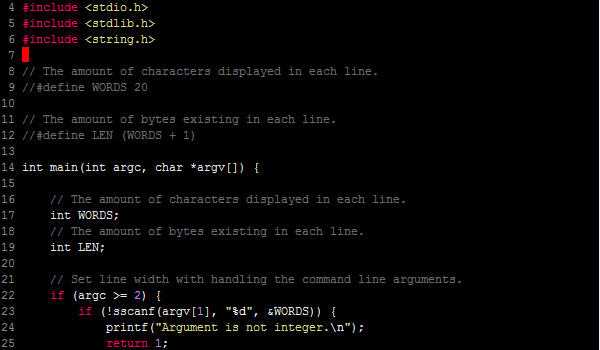 4 #include <stdio.h>
5 #include <stdlib.h>
6 #include <string.h>
7
8 // The amount of characters displayed in each line.
9 //#define WORDS 20
10
11 // The amount of bytes existing in each line.
12 //#define LEN (WORDS + 1)
13
14 int main(int argc, char *argv[]) {
15
16     // The amount of characters displayed in each line.
17     int WORDS;
18     // The amount of bytes existing in each line.
19     int LEN;
20
21     // Set line width with handling the command line arguments.
22     if (argc >= 2) {
23         if (!sscanf(argv[1], "%d", &WORDS)) {
24             printf("Argument is not integer.\n");
25             return 1;